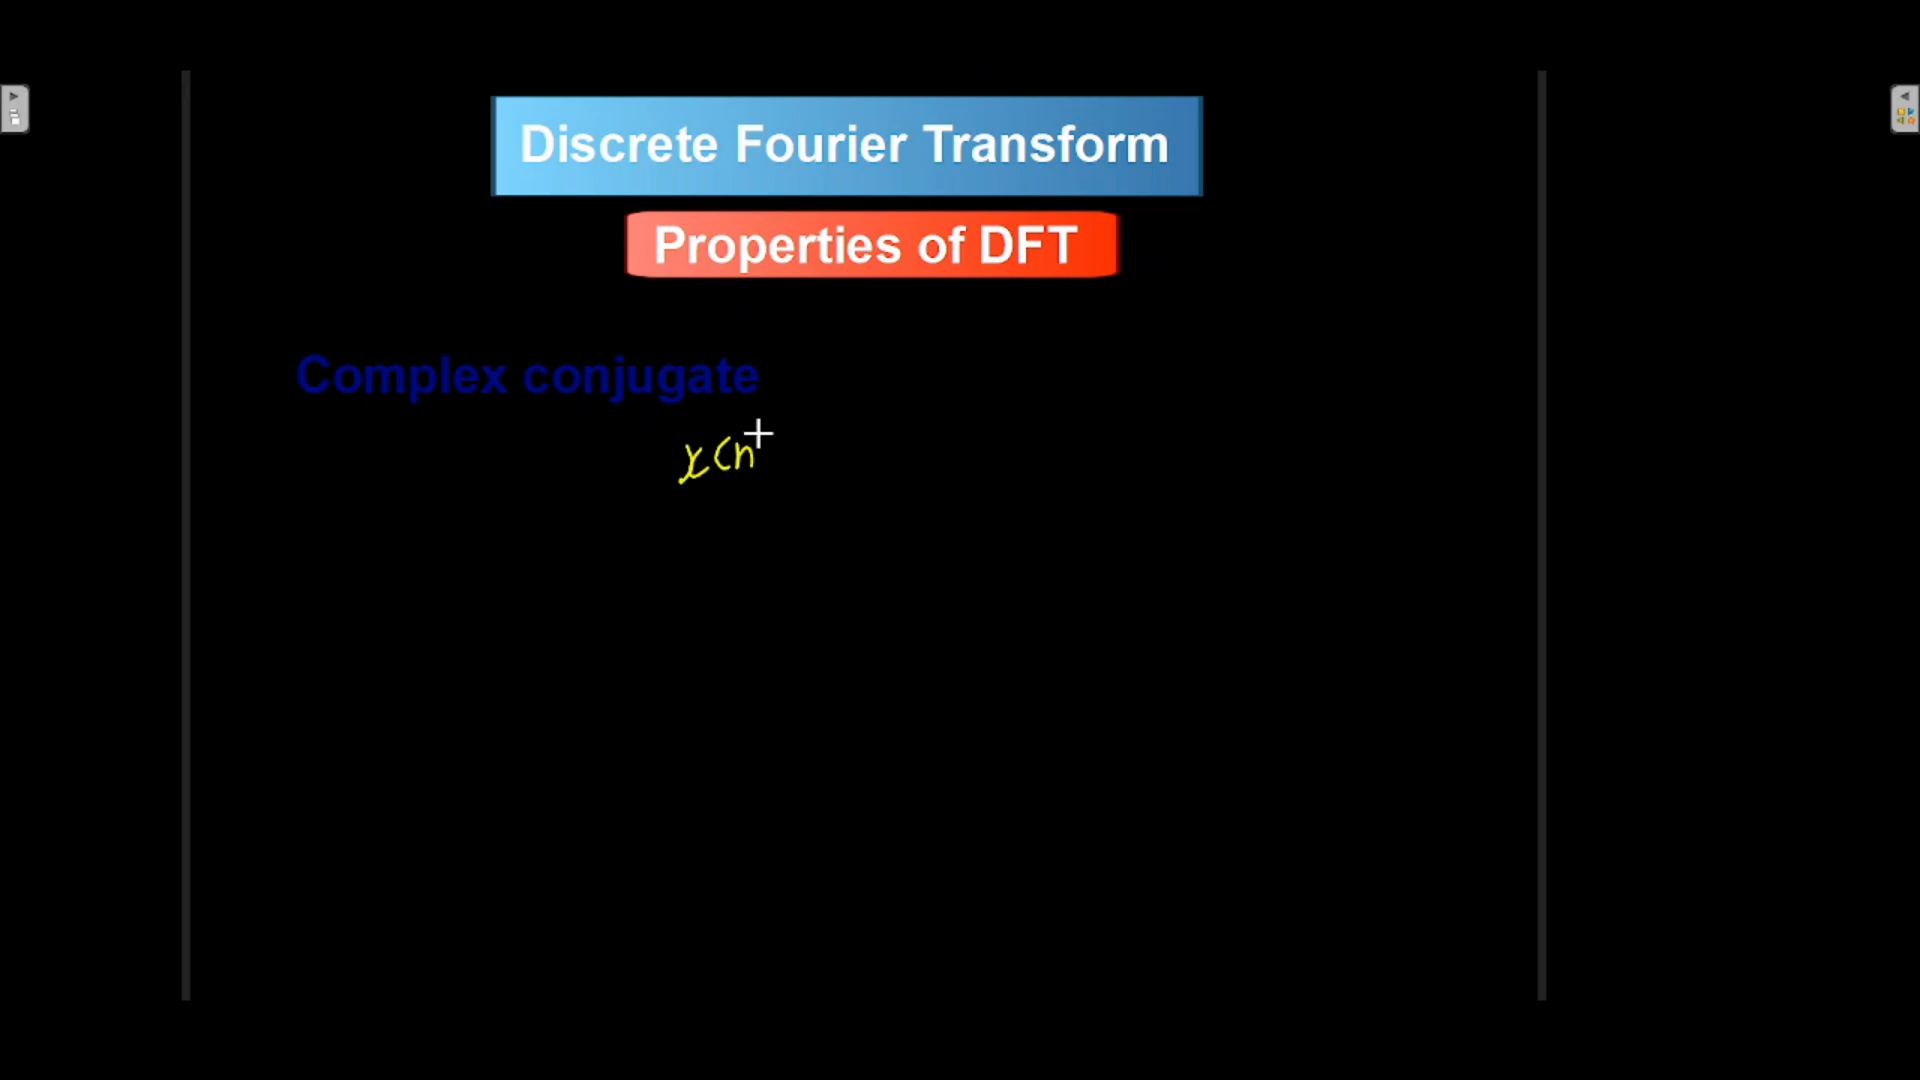 Discrete Fourier Transform
Properties of DFT
Complex conjugate
x(n